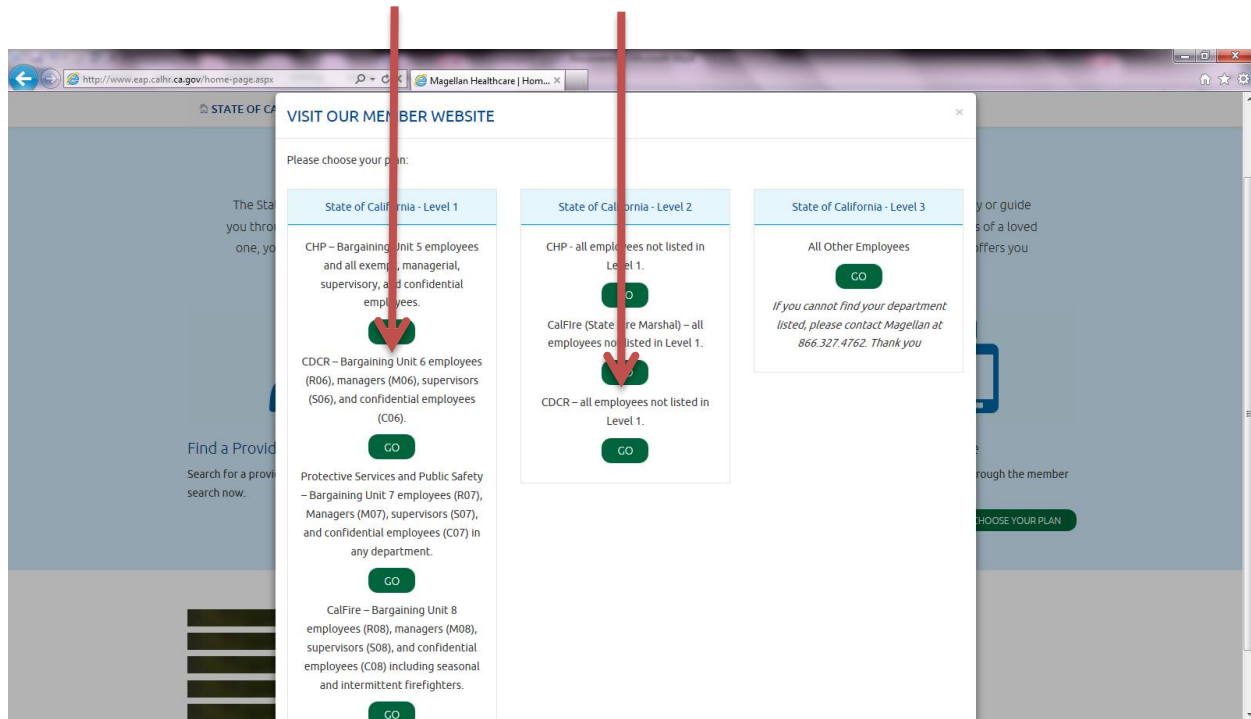 http://www.eap.calhr.ca.gov/home-page.aspx
Magellan Healthcare | Hom...
STATE OF CA
VISIT OUR MEMBER WEBSITE
Please choose your plan:
State of California - Level 1
CHP – Bargaining Unit 5 employees
and all exempt, managerial,
supervisory, and confidential
employees.
CDCR – Bargaining Unit 6 employees
(R06), managers (M06), supervisors
(S06), and confidential employees
(C06).
GO
Protective Services and Public Safety
– Bargaining Unit 7 employees (R07),
Managers (M07), supervisors (S07),
and confidential employees (C07) in
any department.
GO
CalFire – Bargaining Unit 8
employees (R08), managers (M08),
supervisors (S08), and confidential
employees (C08) including seasonal
and intermittent firefighters.
GO
State of California - Level 2
CHP - all employees not listed in
Level 1.
GO
CalFire (State Fire Marshal) – all
employees not listed in Level 1.
GO
CDCR – all employees not listed in
Level 1.
GO
State of California - Level 3
All Other Employees
GO
If you cannot find your department
listed, please contact Magellan at
866.327.4762. Thank you
The Sta
you thro
one, yo
y or guide
s of a loved
offers you
Find a Provid
Search for a provi
search now.
rough the member
CHOOSE YOUR PLAN